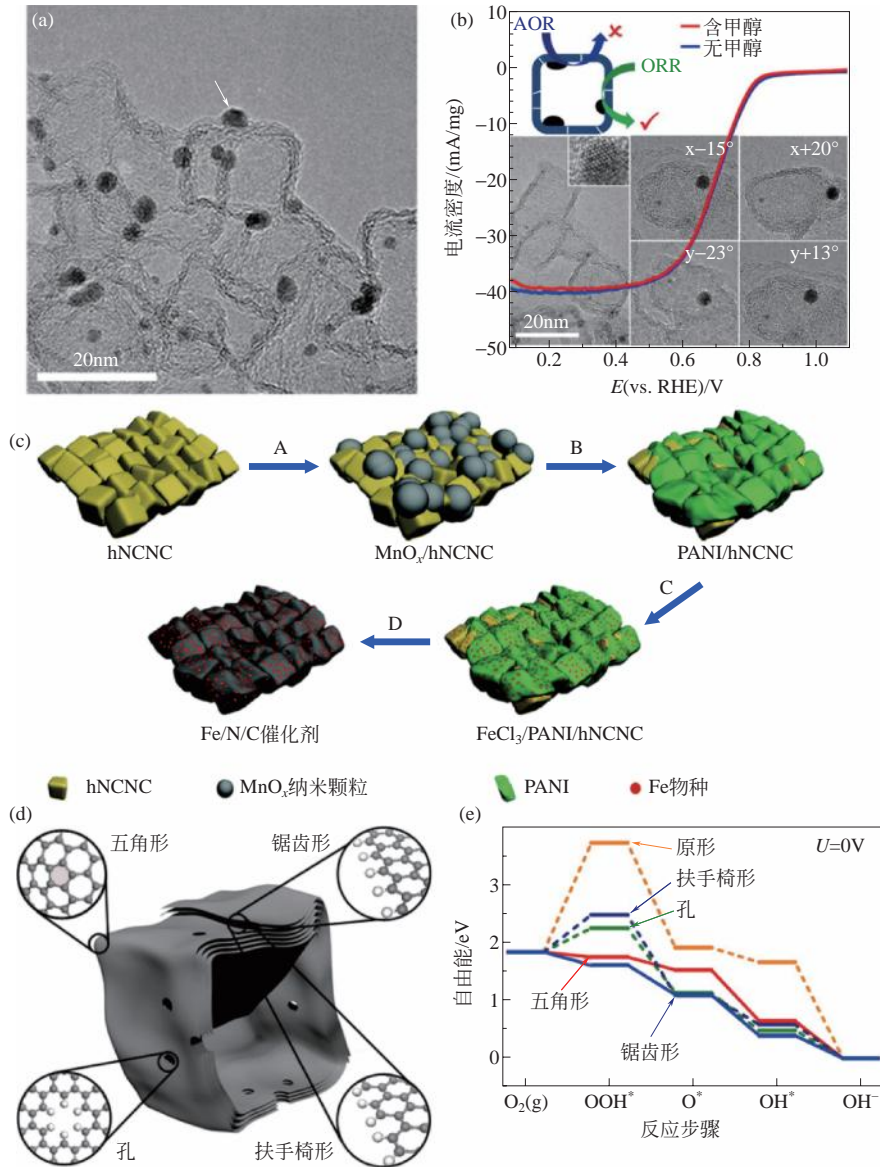 (a)
20nm
(b)
AOR
ORR
含甲醇
无甲醇
x−15°
x+20°
y−23°
y+13°
20nm
0
−10
−20
−30
−40
−50
电流密度/(mA/mg)
0.2
0.4
0.6
0.8
1.0
E(vs. RHE)/V
(c)
A
B
hNCNC
MnOₓ/hNCNC
PANI/hNCNC
C
D
Fe/N/C催化剂
FeCl₃/PANI/hNCNC
hNCNC
MnOₓ纳米颗粒
PANI
Fe物种
(d)
五角形
锯齿形
孔
扶手椅形
(e)
原形
U=0V
扶手椅形
孔
五角形
锯齿形
3
2
1
0
自由能/eV
O₂(g)
OOH*
O*
OH*
OH⁻
反应步骤